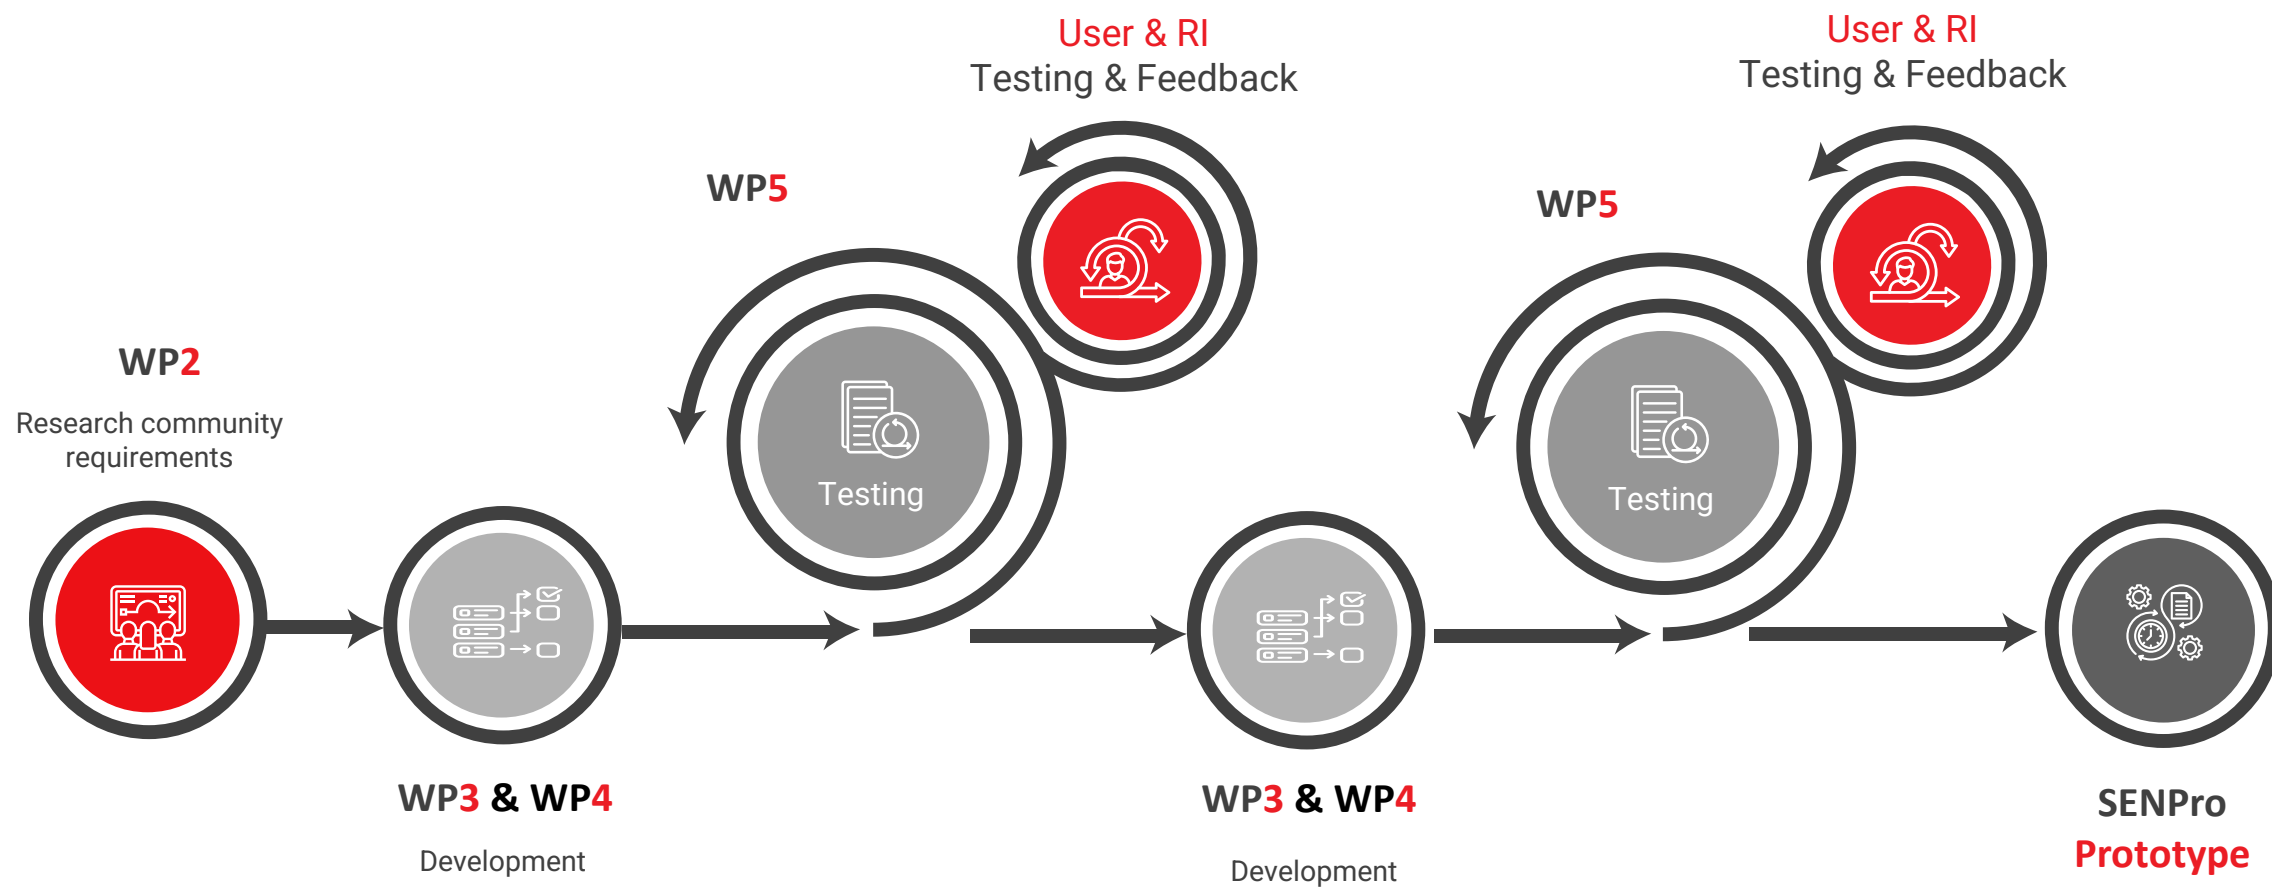 WP2
Research community
requirements
WP3 & WP4
Development
WP5
Testing
User & RI
Testing & Feedback
WP3 & WP4
Development
WP5
Testing
User & RI
Testing & Feedback
SENPro
Prototype